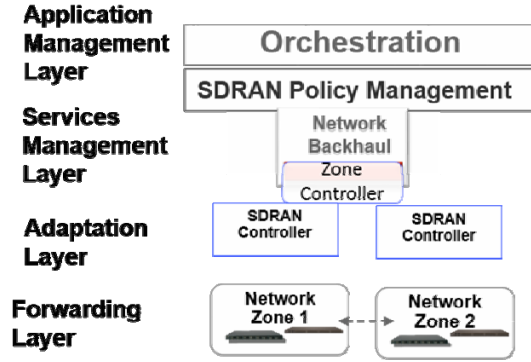 Application
Management
Layer
Orchestration
SDRAN Policy Management
Services
Management
Layer
Network
Backhaul
Zone
Controller
Adaptation
Layer
SDRAN
Controller
SDRAN
Controller
Forwarding
Layer
Network
Zone 1
Network
Zone 2